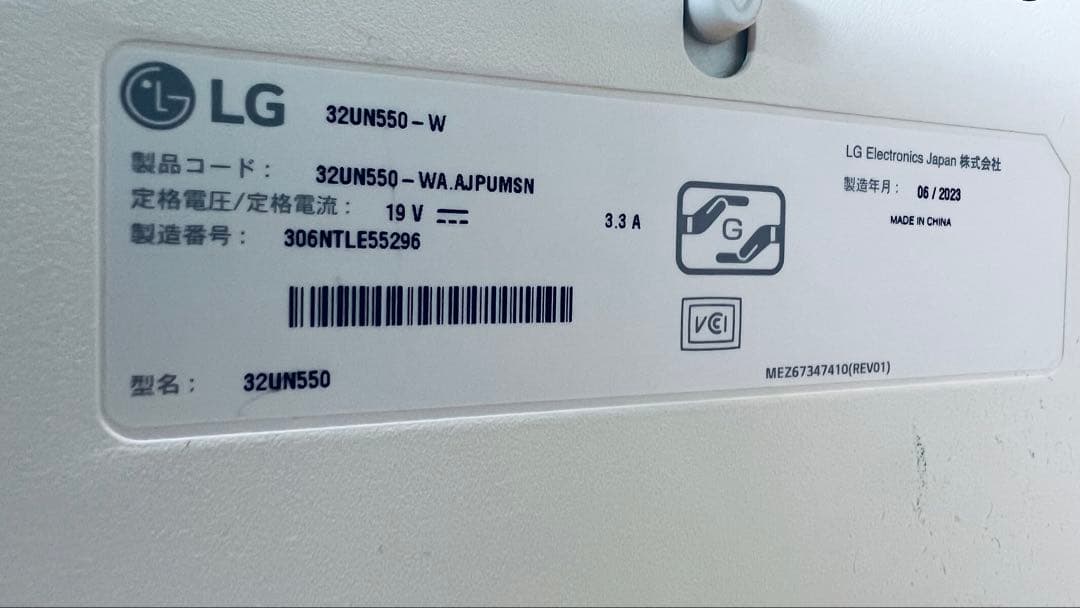 LG 32UN550-W
製品コード： 32UN550-WA.AJPUMSN
定格電圧/定格電流： 19 V ⎓ 3.3 A
製造番号： 306NTLE55296
型名： 32UN550
G
VCCI
LG Electronics Japan 株式会社
製造年月： 06 / 2023
MADE IN CHINA
MEZ67347410(REV01)